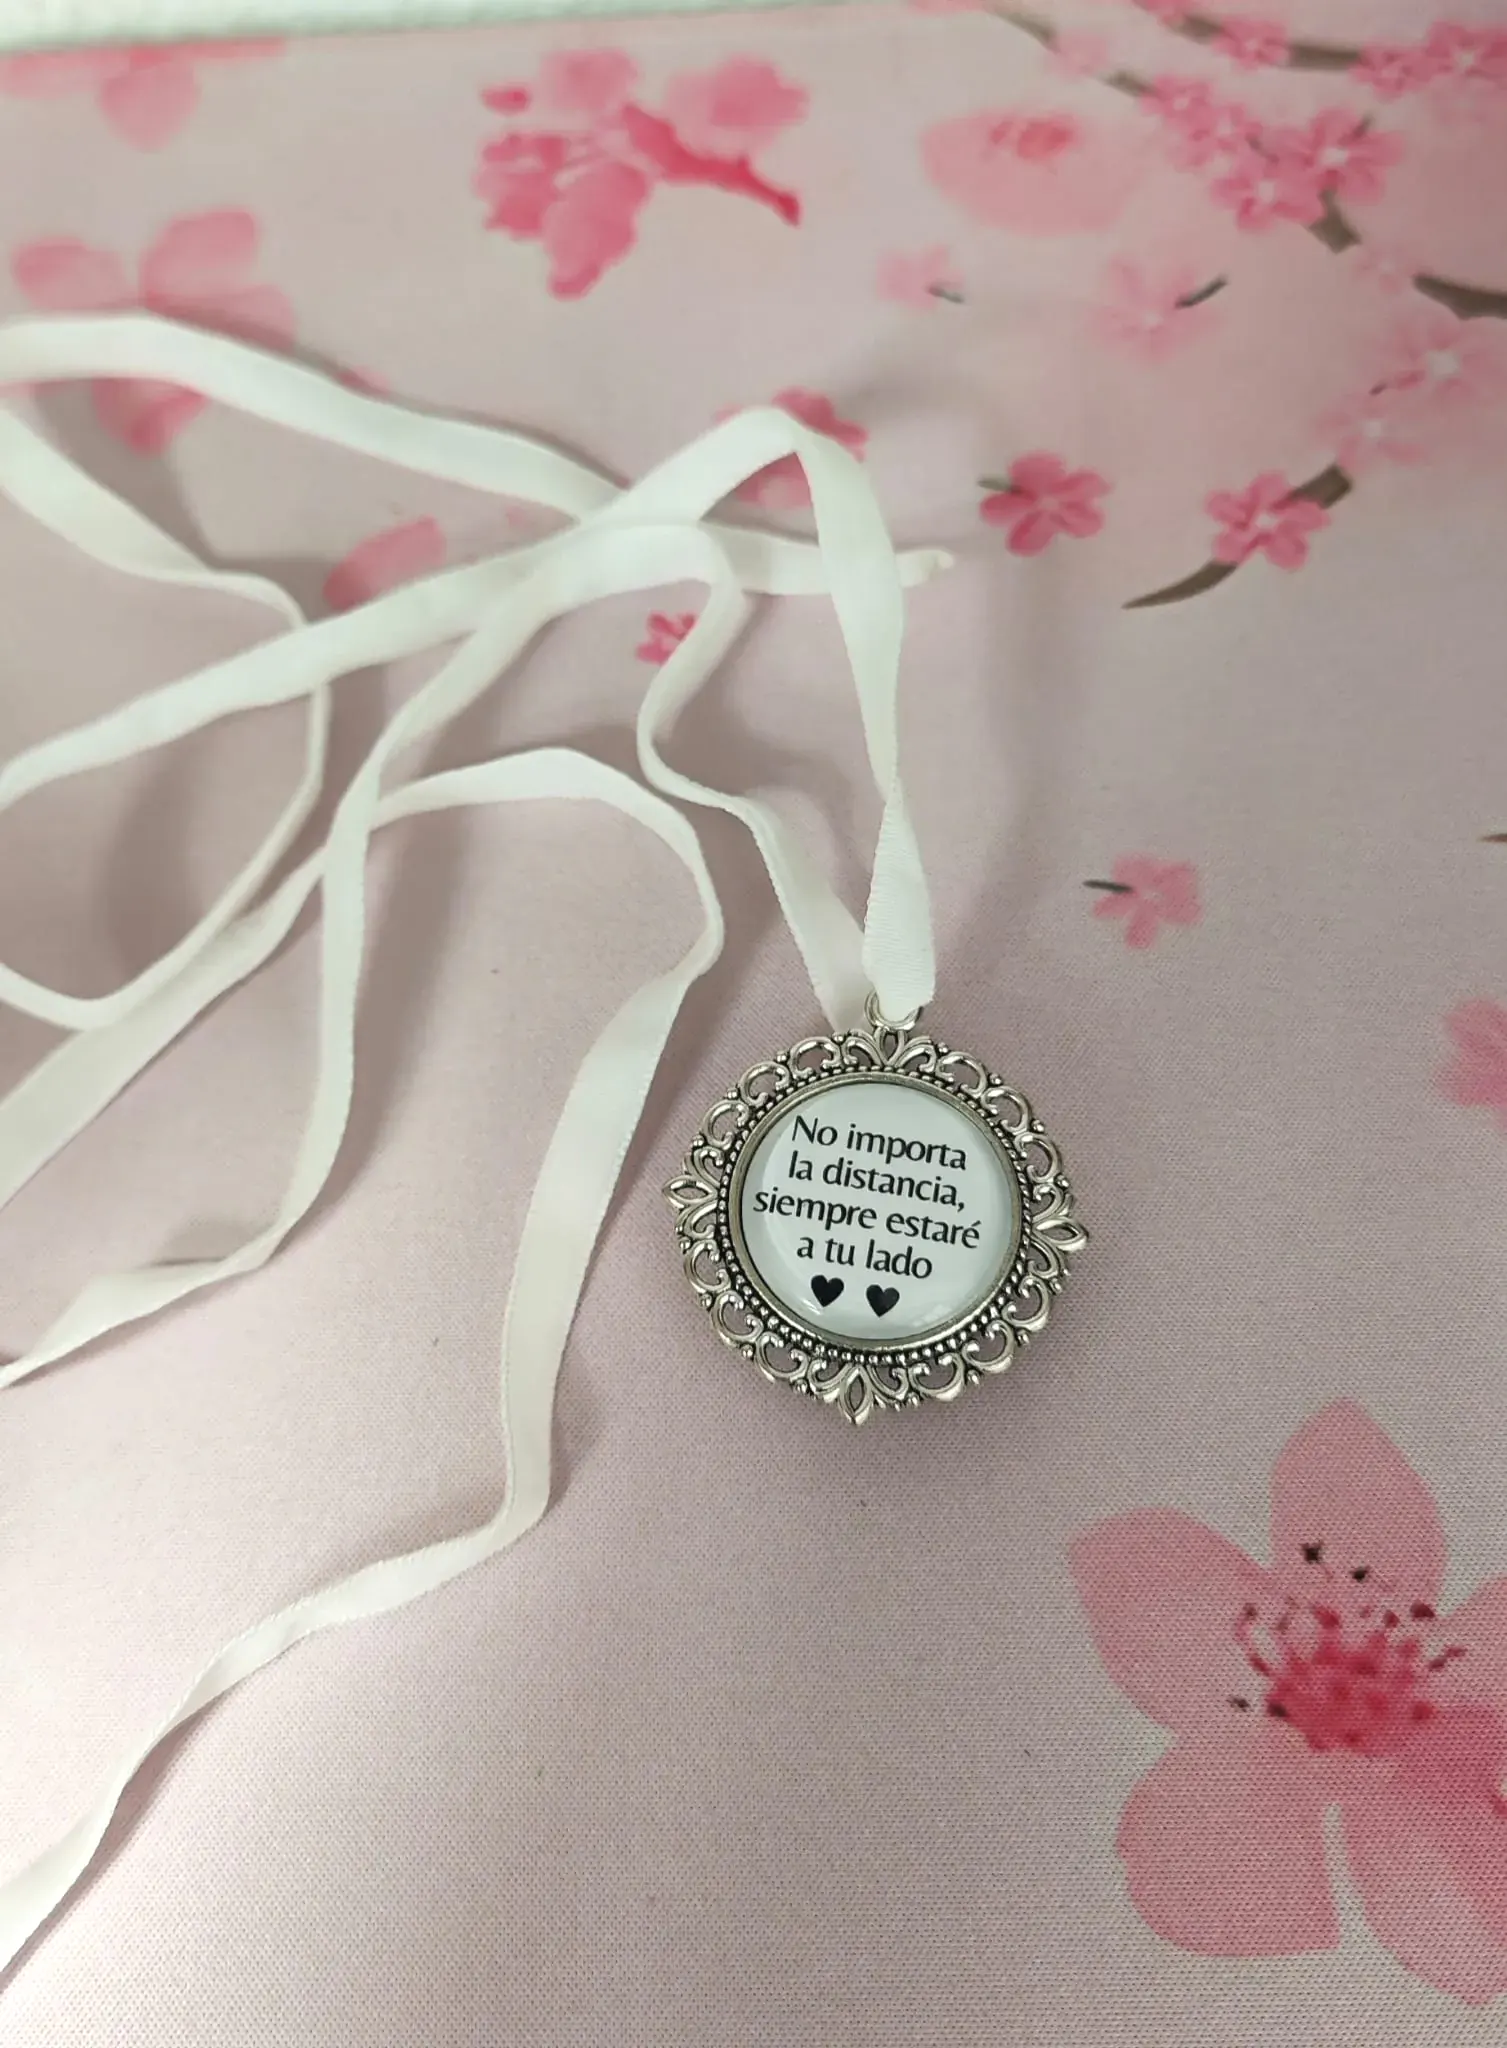 No importa
la distancia,
siempre estaré
a tu lado